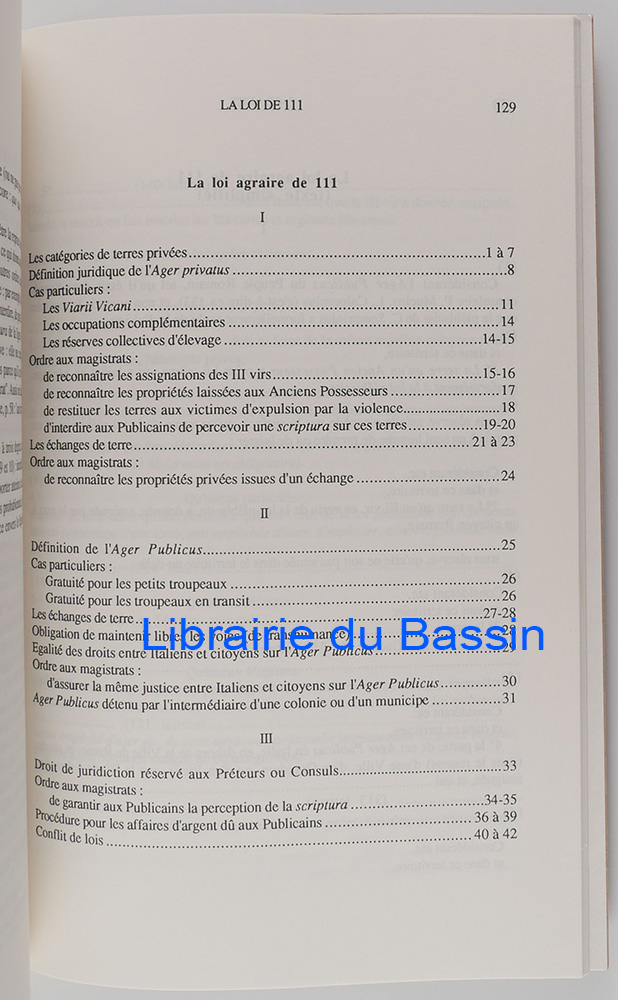 LA LOI DE 111
129
La loi agraire de 111
I
Les catégories de terres privées 1 à 7
Définition juridique de l'Ager privatus 8
Cas particuliers :
Les Viarii Vicani 11
Les occupations complémentaires 14
Les réserves collectives d'élevage 14-15
Ordre aux magistrats :
de reconnaître les assignations des III virs 15-16
de reconnaître les propriétés laissées aux Anciens Possesseurs 17
de restituer les terres aux victimes d'expulsion par la violence 18
d'interdire aux Publicains de percevoir une scriptura sur ces terres 19-20
Les échanges de terre 21 à 23
Ordre aux magistrats :
de reconnaître les propriétés privées issues d'un échange 24
II
Définition de l'Ager Publicus 25
Cas particuliers :
Gratuité pour les petits troupeaux 26
Gratuité pour les troupeaux en transit 26
Les échanges de terre 27-28
Obligation de maintenir libres les voies de transhumance 28
Librairie du Bassin
Egalité des droits entre Italiens et citoyens sur l'Ager Publicus 29
Ordre aux magistrats :
d'assurer la même justice entre Italiens et citoyens sur l'Ager Publicus 30
Ager Publicus détenu par l'intermédiaire d'une colonie ou d'un municipe 31
III
Droit de juridiction réservé aux Préteurs ou Consuls 33
Ordre aux magistrats :
de garantir aux Publicains la perception de la scriptura 34-35
Procédure pour les affaires d'argent dû aux Publicains 36 à 39
Conflit de lois 40 à 42